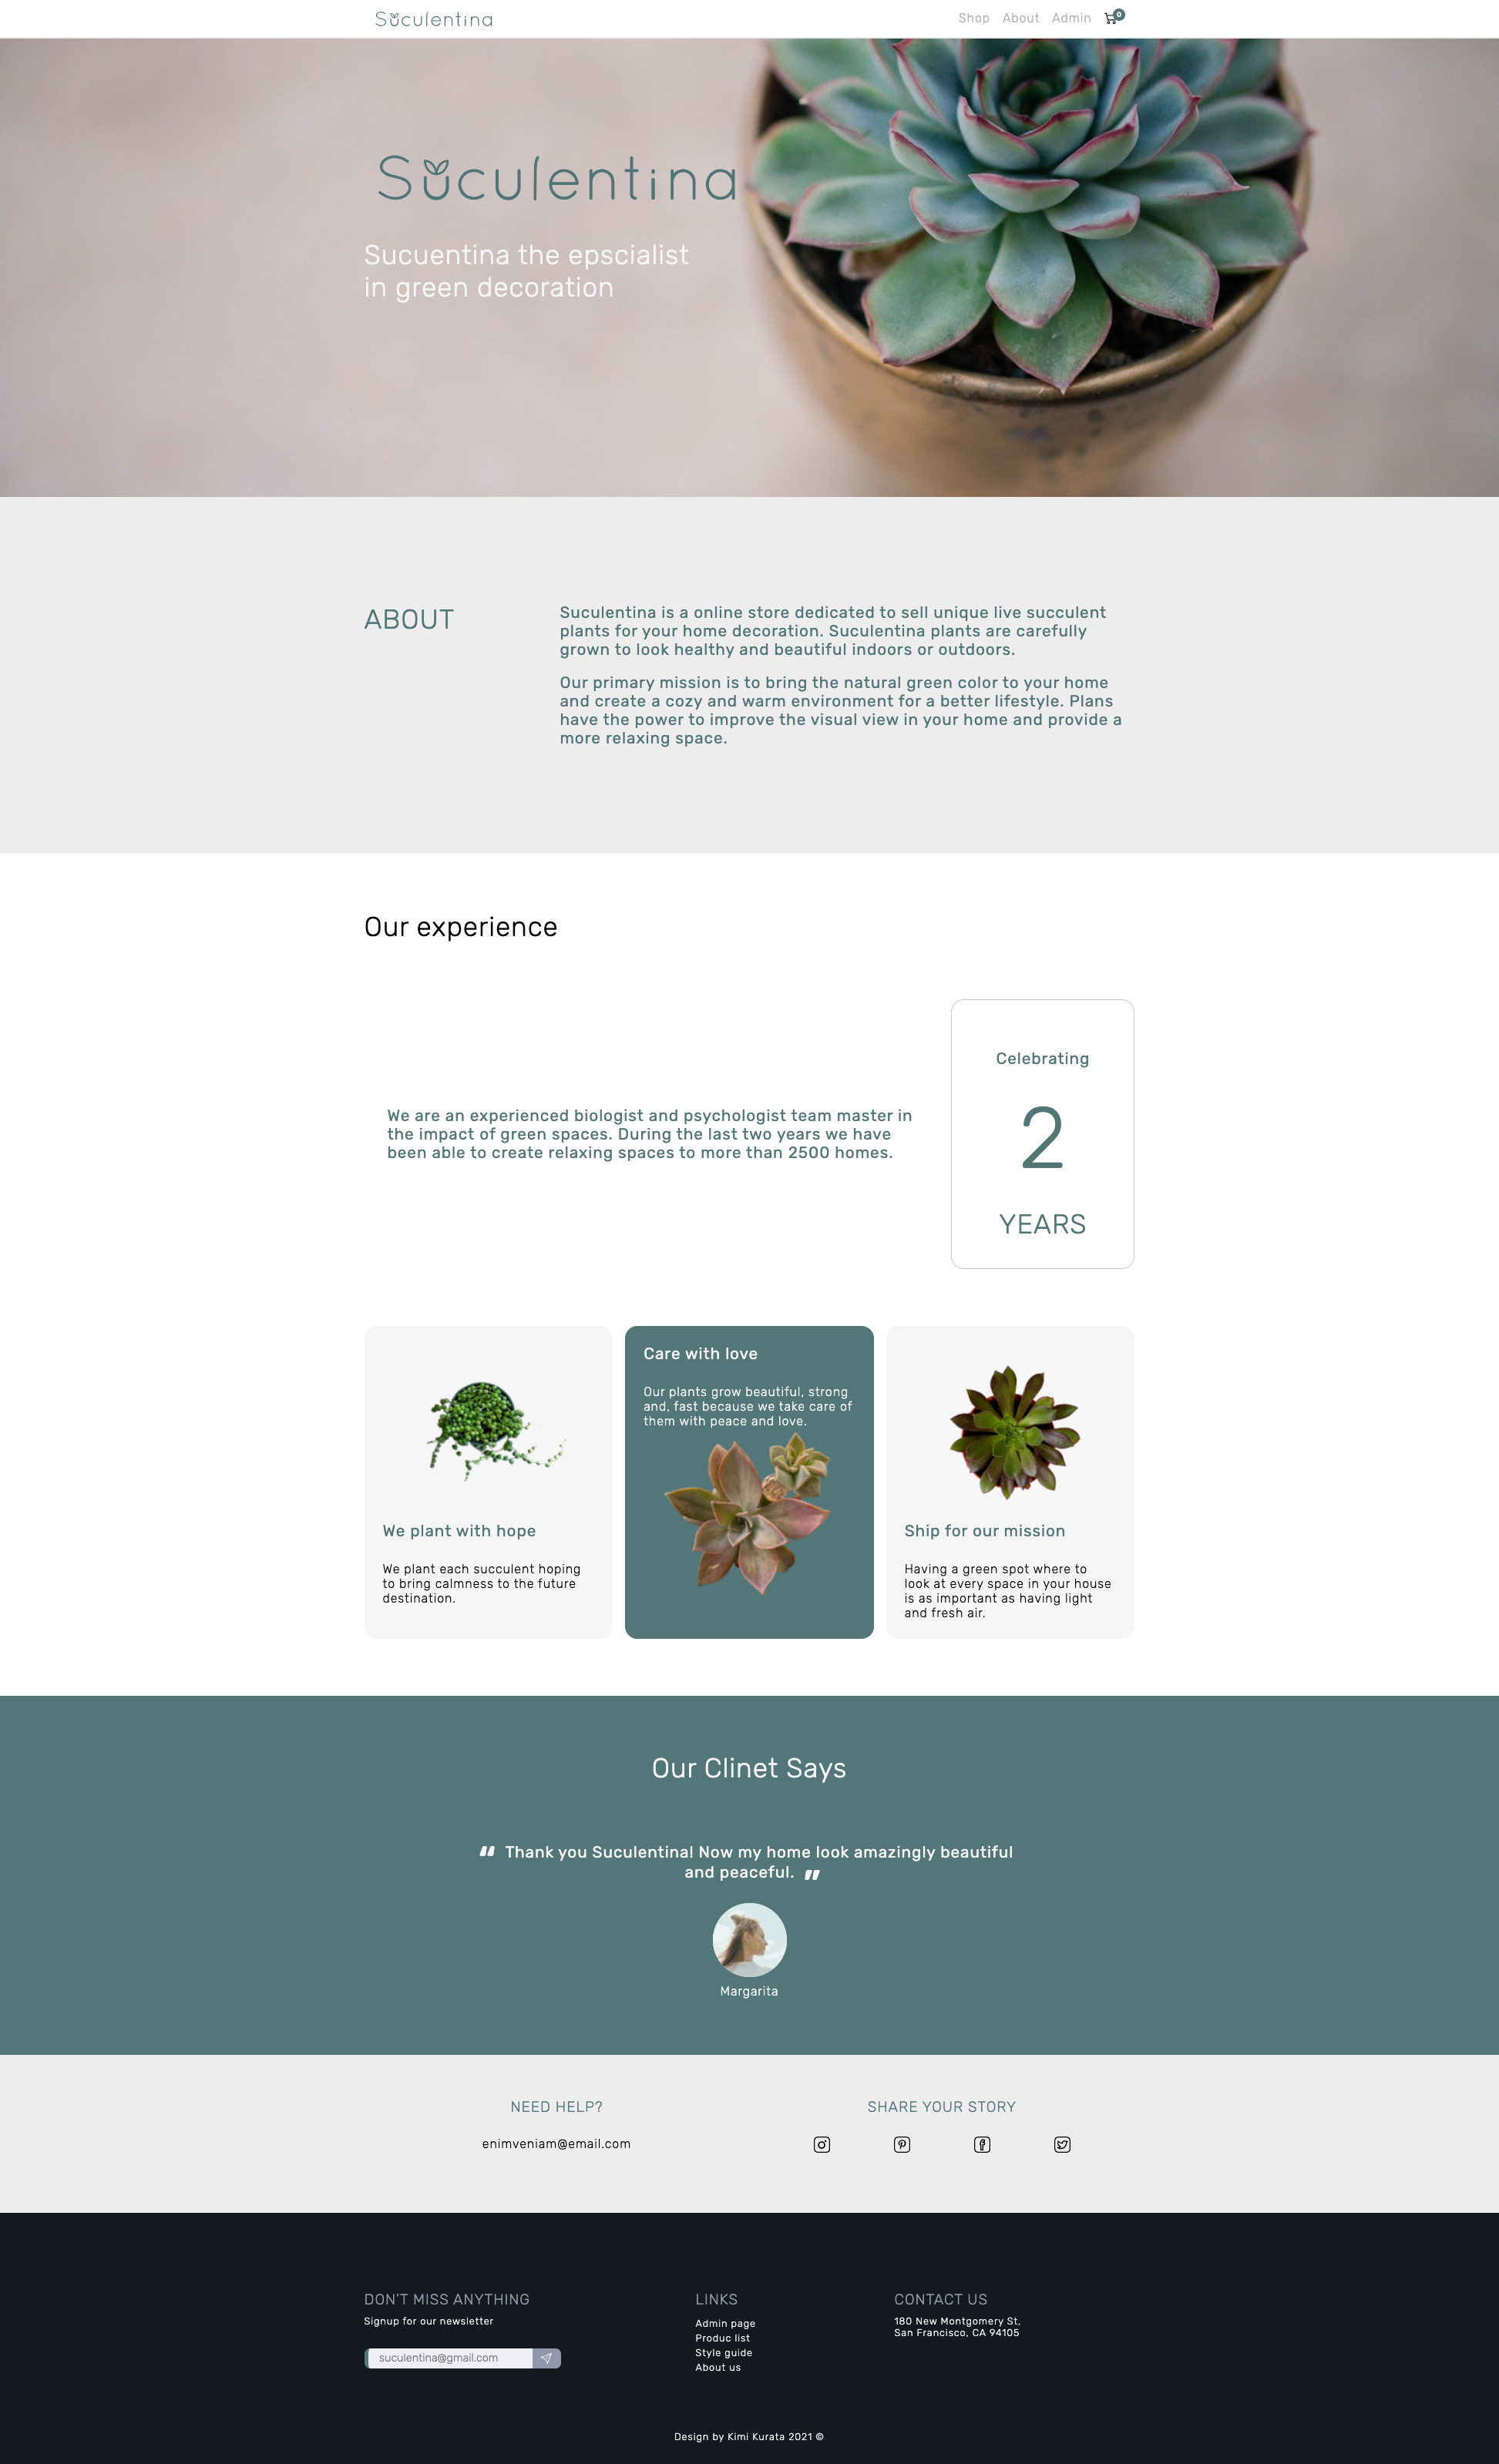 Suculentina
Shop About Admin 0
Suculentina
Sucuentina the epscialist
in green decoration
ABOUT
Suculentina is a online store dedicated to sell unique live succulent
plants for your home decoration. Suculentina plants are carefully
grown to look healthy and beautiful indoors or outdoors.
Our primary mission is to bring the natural green color to your home
and create a cozy and warm environment for a better lifestyle. Plans
have the power to improve the visual view in your home and provide a
more relaxing space.
Our experience
We are an experienced biologist and psychologist team master in
the impact of green spaces. During the last two years we have
been able to create relaxing spaces to more than 2500 homes.
Celebrating
2
YEARS
We plant with hope
We plant each succulent hoping
to bring calmness to the future
destination.
Care with love
Our plants grow beautiful, strong
and, fast because we take care of
them with peace and love.
Ship for our mission
Having a green spot where to
look at every space in your house
is as important as having light
and fresh air.
Our Clinet Says
" Thank you Suculentina! Now my home look amazingly beautiful
and peaceful. "
Margarita
NEED HELP?
enimveniam@email.com
SHARE YOUR STORY
DON'T MISS ANYTHING
Signup for our newsletter
suculentina@gmail.com
LINKS
Admin page
Produc list
Style guide
About us
CONTACT US
180 New Montgomery St,
San Francisco, CA 94105
Design by Kimi Kurata 2021 ©